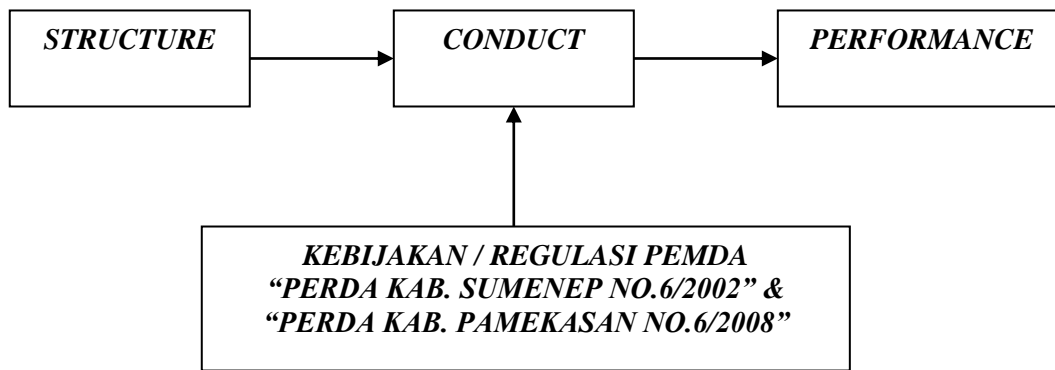 STRUCTURE
CONDUCT
PERFORMANCE
KEBIJAKAN / REGULASI PEMDA
“PERDA KAB. SUMENEP NO.6/2002” &
“PERDA KAB. PAMEKASAN NO.6/2008”